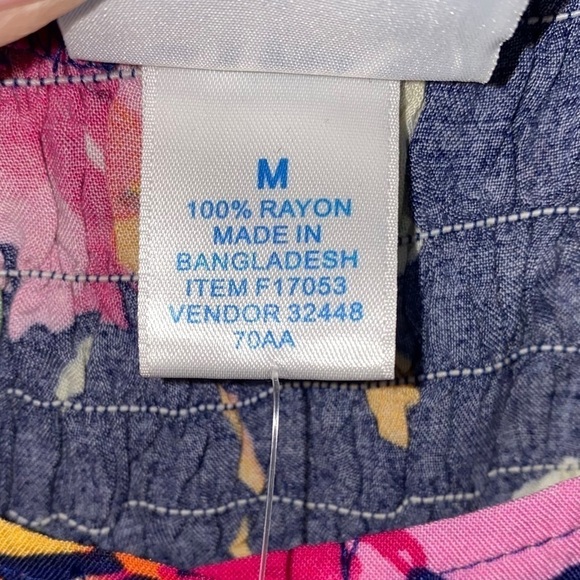 M
100% RAYON
MADE IN
BANGLADESH
ITEM F17053
VENDOR 32448
70AA